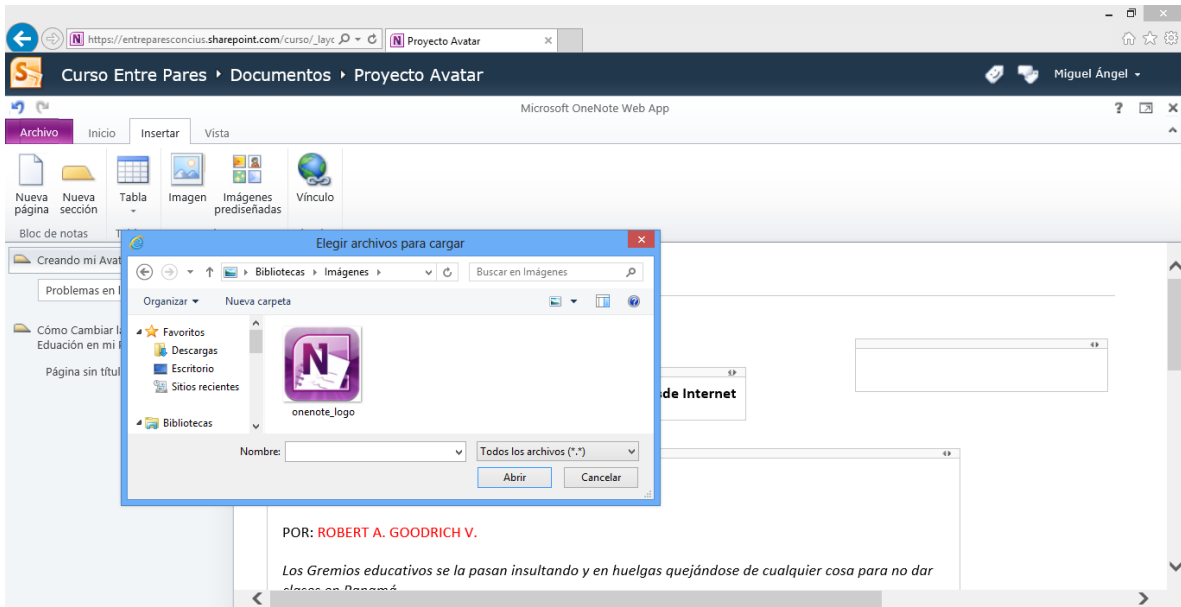 https://entreparesconcius.sharepoint.com/curso/_layc
Proyecto Avatar
Curso Entre Pares ‣ Documentos ‣ Proyecto Avatar
Miguel Ángel
Microsoft OneNote Web App
Archivo Inicio Insertar Vista
Nueva página
Nueva sección
Tabla
Imagen
Imágenes prediseñadas
Vínculo
Bloc de notas
Creando mi Avat
Problemas en l
Cómo Cambiar la
Eduación en mi
Página sin títul
Elegir archivos para cargar
Bibliotecas Imágenes
Buscar en Imágenes
Organizar Nueva carpeta
Favoritos
Descargas
Escritorio
Sitios recientes
Bibliotecas
N
onenote_logo
Nombre:
Todos los archivos (*.*)
Abrir Cancelar
de Internet
POR: ROBERT A. GOODRICH V.
Los Gremios educativos se la pasan insultando y en huelgas quejándose de cualquier cosa para no dar
clases en Panamá